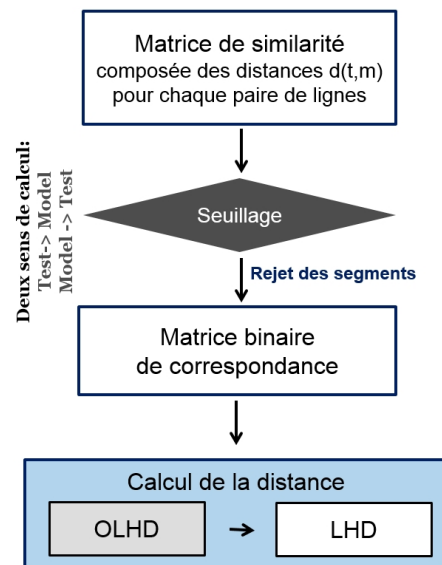 Matrice de similarité
composée des distances d(t,m)
pour chaque paire de lignes
Deux sens de calcul:
Test-> Model
Model -> Test
Seuillage
Rejet des segments
Matrice binaire
de correspondance
Calcul de la distance
OLHD
LHD